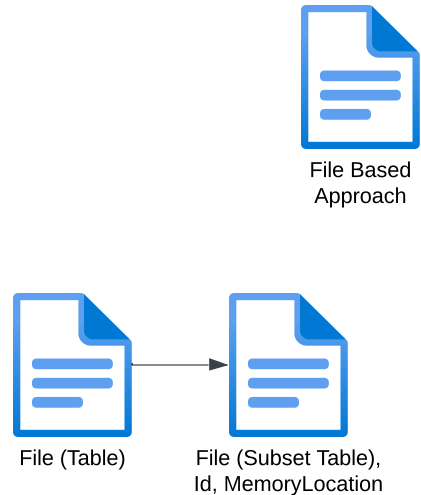 File Based
Approach
File (Table)
File (Subset Table),
Id, MemoryLocation